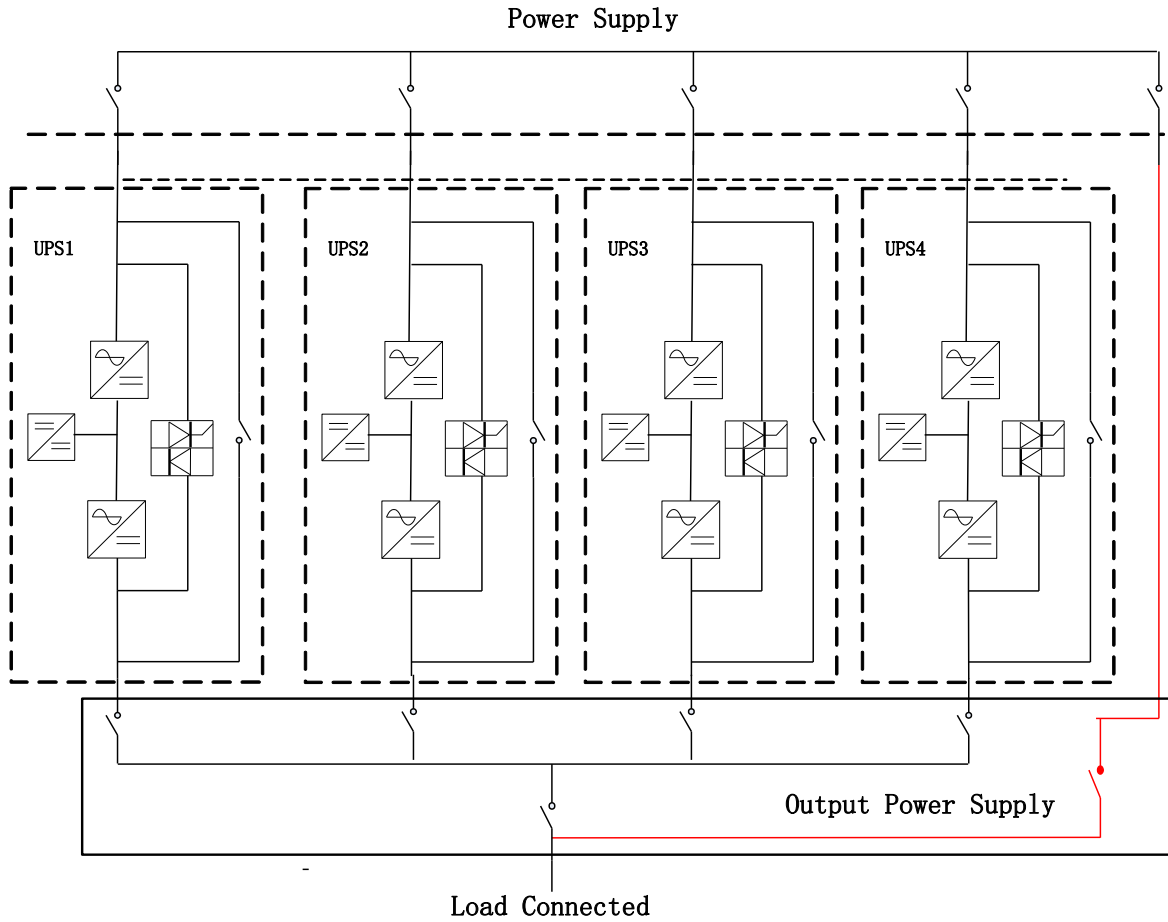 Power Supply
UPS1
UPS2
UPS3
UPS4
Output Power Supply
Load Connected